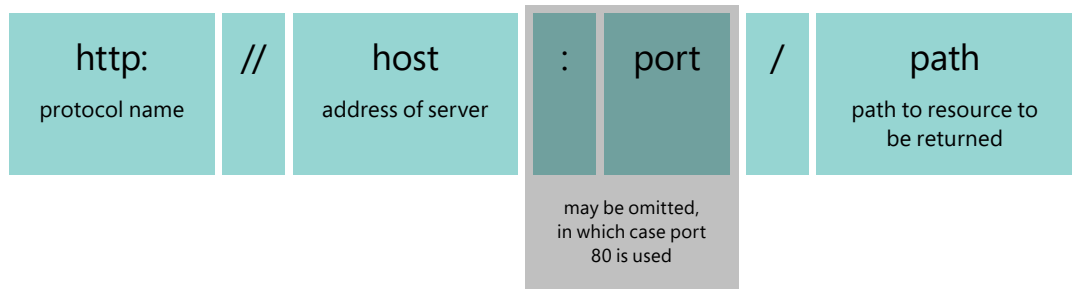 http: // host : port / path
protocol name
address of server
path to resource to
be returned
may be omitted,
in which case port
80 is used